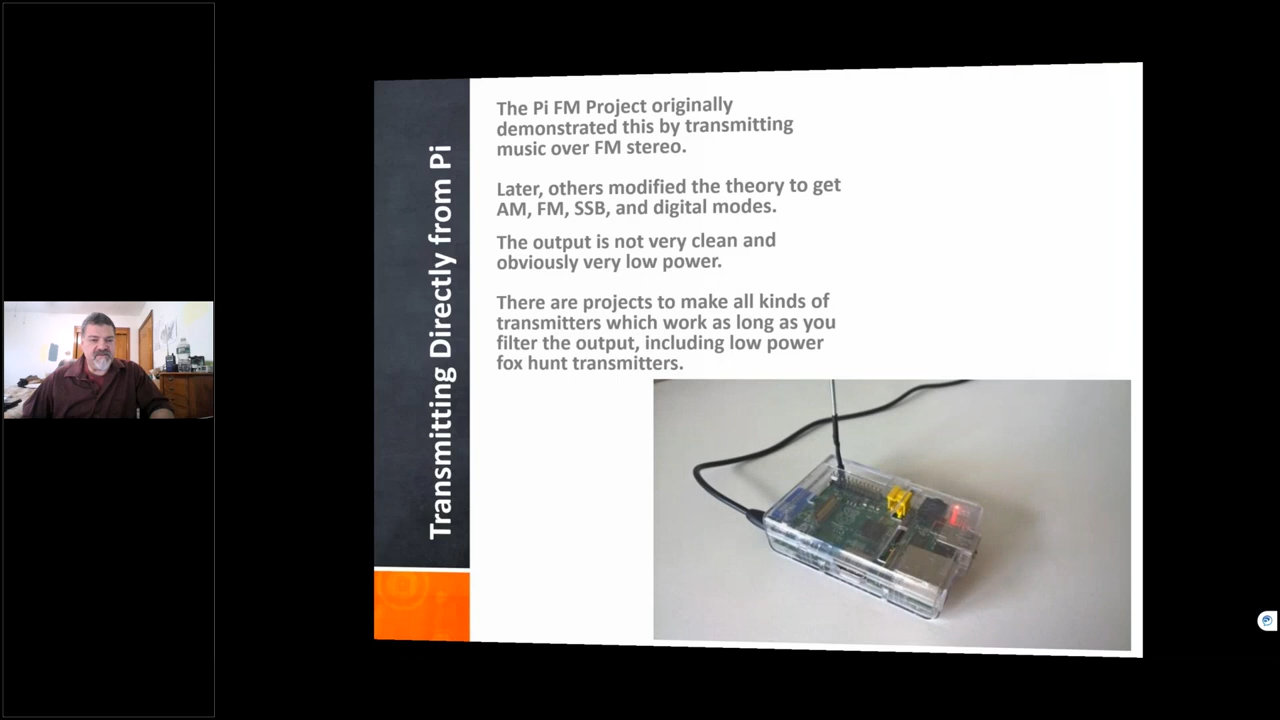 Transmitting Directly from Pi
The Pi FM Project originally
demonstrated this by transmitting
music over FM stereo.
Later, others modified the theory to get
AM, FM, SSB, and digital modes.
The output is not very clean and
obviously very low power.
There are projects to make all kinds of
transmitters which work as long as you
filter the output, including low power
fox hunt transmitters.